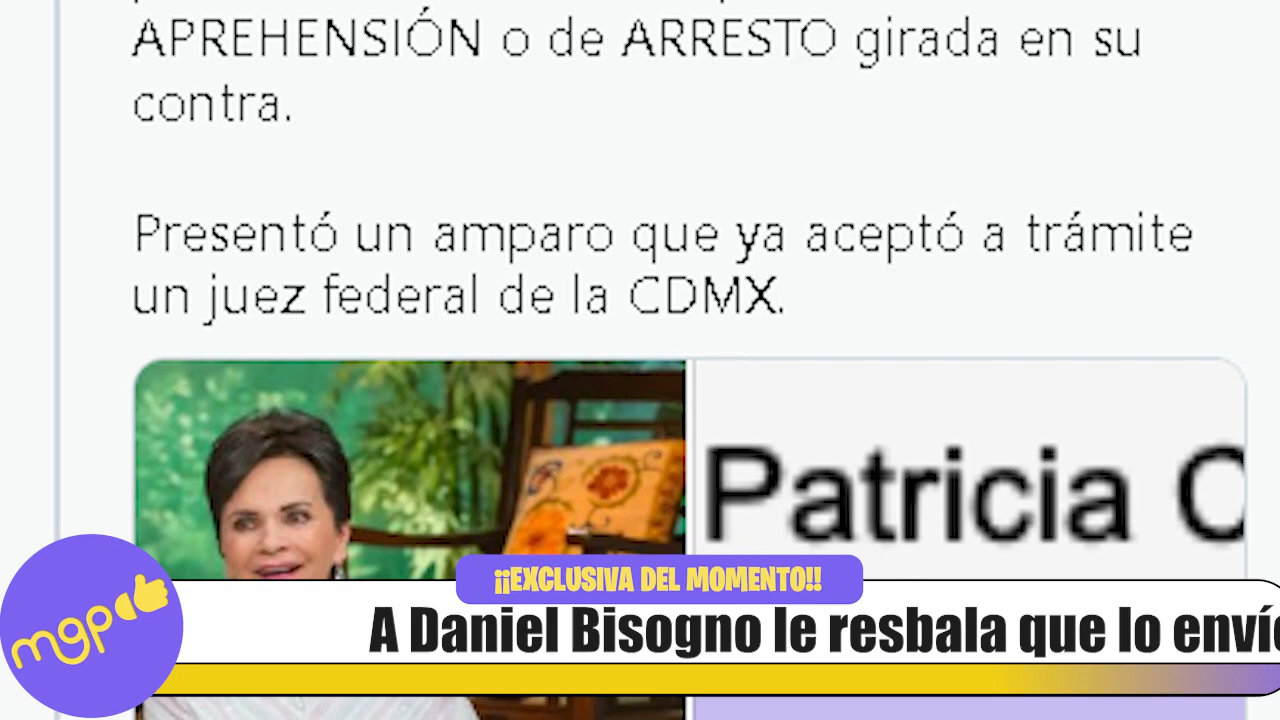 APREHENSIÓN o de ARRESTO girada en su
contra.
Presentó un amparo que ya aceptó a trámite
un juez federal de la CDMX.
Patricia
¡¡EXCLUSIVA DEL MOMENTO!!
A Daniel Bisogno le resbala que lo
mgp